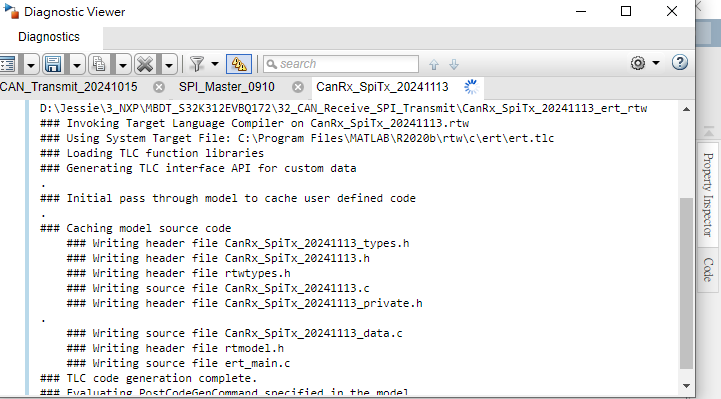 Diagnostic Viewer
Diagnostics
search
CAN_Transmit_20241015
SPI_Master_0910
CanRx_SpiTx_20241113
D:\Jessie\3_NXP\MBDT_S32K312EVBQ172\32_CAN_Receive_SPI_Transmit\CanRx_SpiTx_20241113_ert_rtw
### Invoking Target Language Compiler on CanRx_SpiTx_20241113.rtw
### Using System Target File: C:\Program Files\MATLAB\R2020b\rtw\c\ert\ert.tlc
### Loading TLC function libraries
### Generating TLC interface API for custom data
.
### Initial pass through model to cache user defined code
.
### Caching model source code
### Writing header file CanRx_SpiTx_20241113_types.h
### Writing header file CanRx_SpiTx_20241113.h
### Writing header file rtwtypes.h
### Writing source file CanRx_SpiTx_20241113.c
### Writing header file CanRx_SpiTx_20241113_private.h
.
### Writing source file CanRx_SpiTx_20241113_data.c
### Writing header file rtmodel.h
### Writing source file ert_main.c
### TLC code generation complete.
### Evaluating PostCodeGenCommand specified in the model
Property Inspector
Code